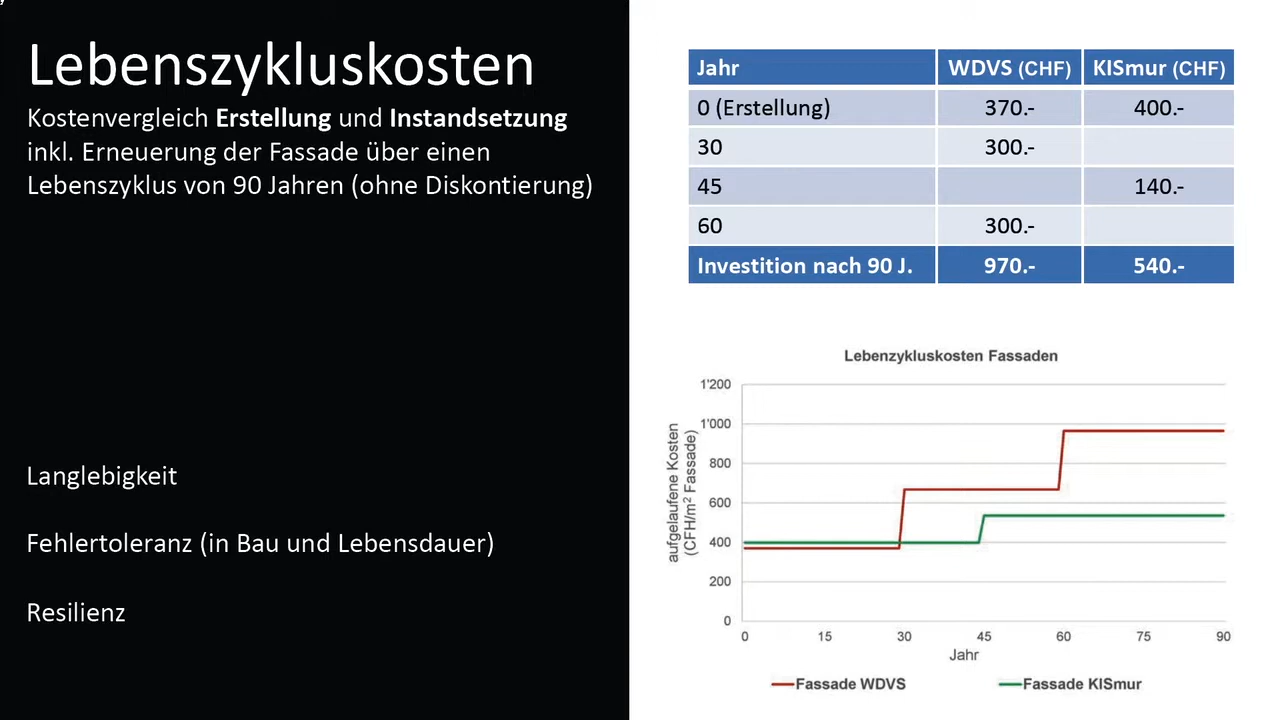 Lebenszykluskosten
Kostenvergleich Erstellung und Instandsetzung
inkl. Erneuerung der Fassade über einen
Lebenszyklus von 90 Jahren (ohne Diskontierung)
Langlebigkeit
Fehlertoleranz (in Bau und Lebensdauer)
Resilienz
Jahr WDVS (CHF) KISmur (CHF)
0 (Erstellung) 370.- 400.-
30 300.-
45 140.-
60 300.-
Investition nach 90 J. 970.- 540.-
Lebenzykluskosten Fassaden
aufgelaufene Kosten
(CFH/m² Fassade)
1'200
1'000
800
600
400
200
0
0 15 30 45 60 75 90
Jahr
Fassade WDVS Fassade KISmur